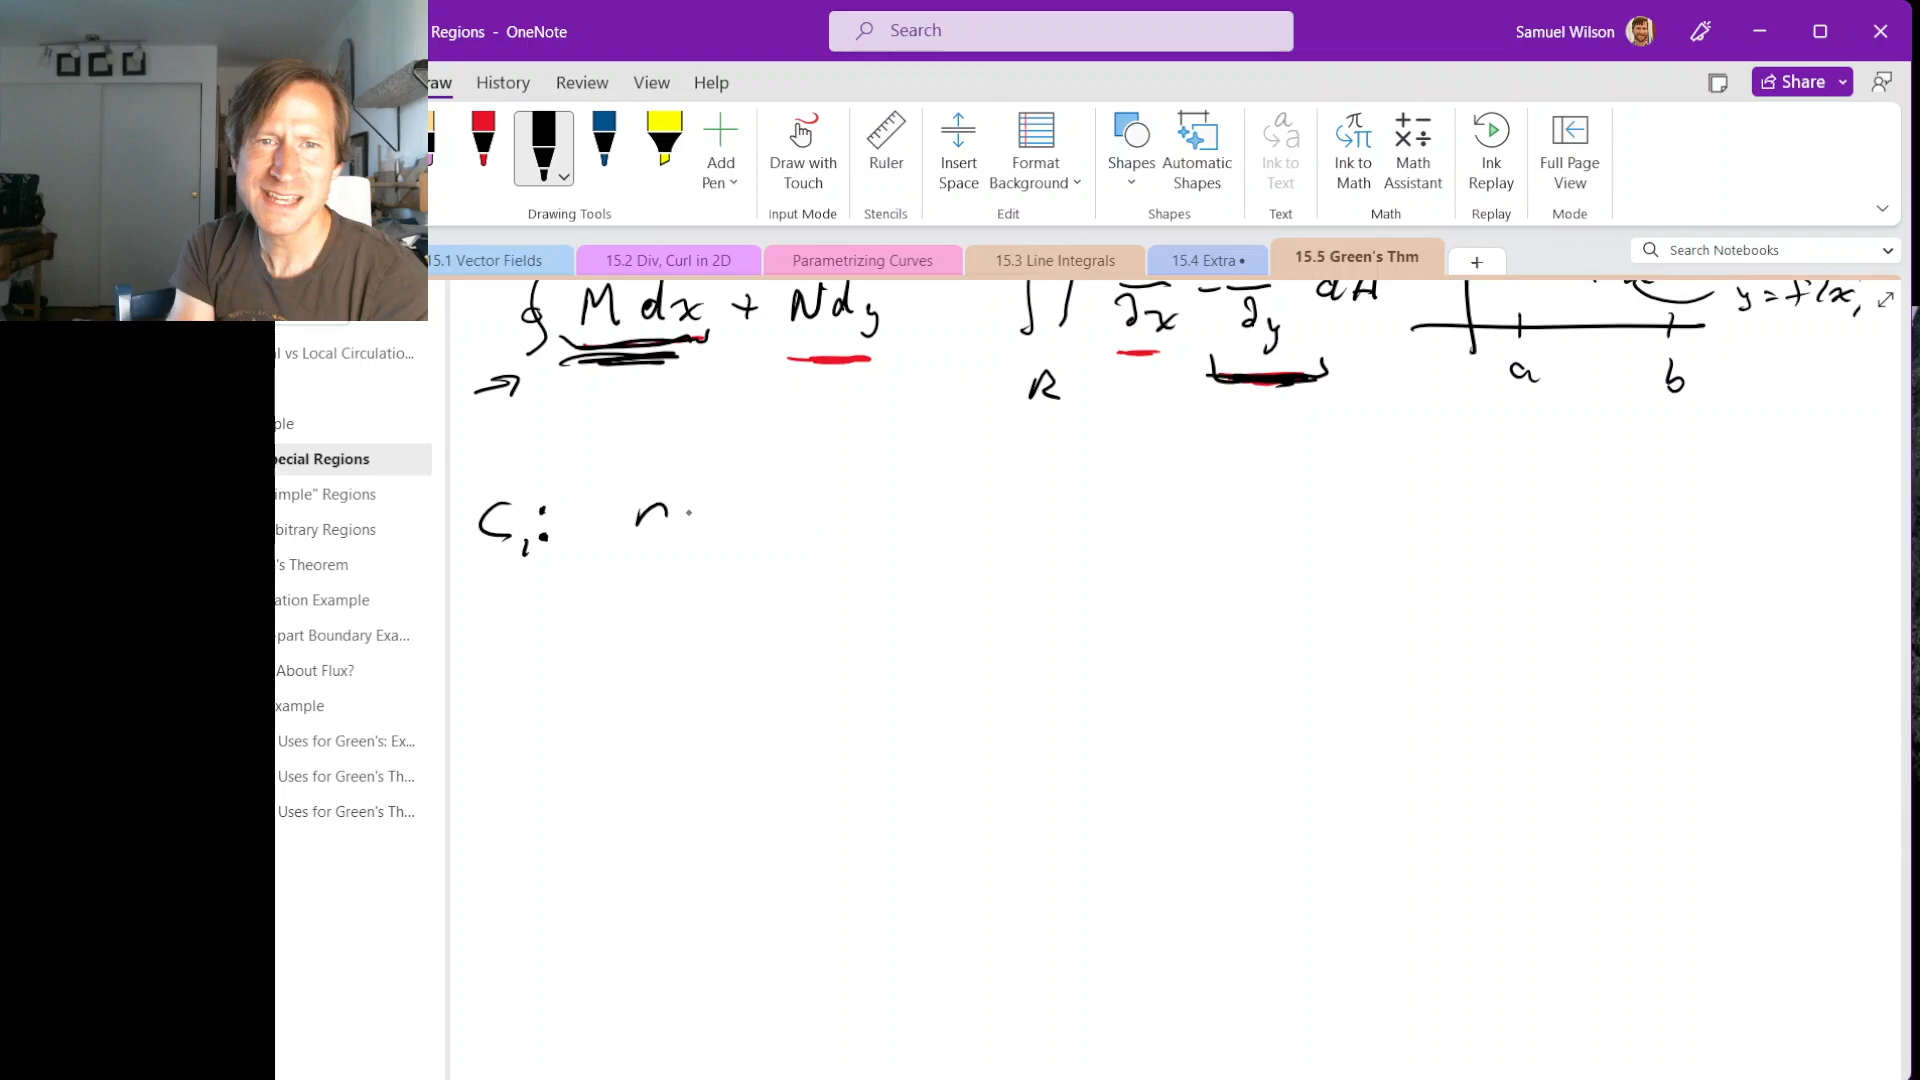 Regions - OneNote
Search
Samuel Wilson
aw
History
Review
View
Help
Share
Add Pen
Draw with Touch
Ruler
Insert Space
Format Background
Shapes
Automatic Shapes
Ink to Text
Ink to Math
Math Assistant
Ink Replay
Full Page View
Drawing Tools
Input Mode
Stencils
Edit
Shapes
Text
Math
Replay
Mode
15.1 Vector Fields
15.2 Div, Curl in 2D
Parametrizing Curves
15.3 Line Integrals
15.4 Extra •
15.5 Green's Thm
+
Search Notebooks
l vs Local Circulatio...
ple
pecial Regions
imple" Regions
bitrary Regions
's Theorem
ation Example
-part Boundary Exa...
About Flux?
xample
Uses for Green's: Ex...
Uses for Green's Th...
Uses for Green's Th...
∮ M dx + N dy
∬ ∂x - ∂y dA
R
y = f(x,
a
b
C₁: r